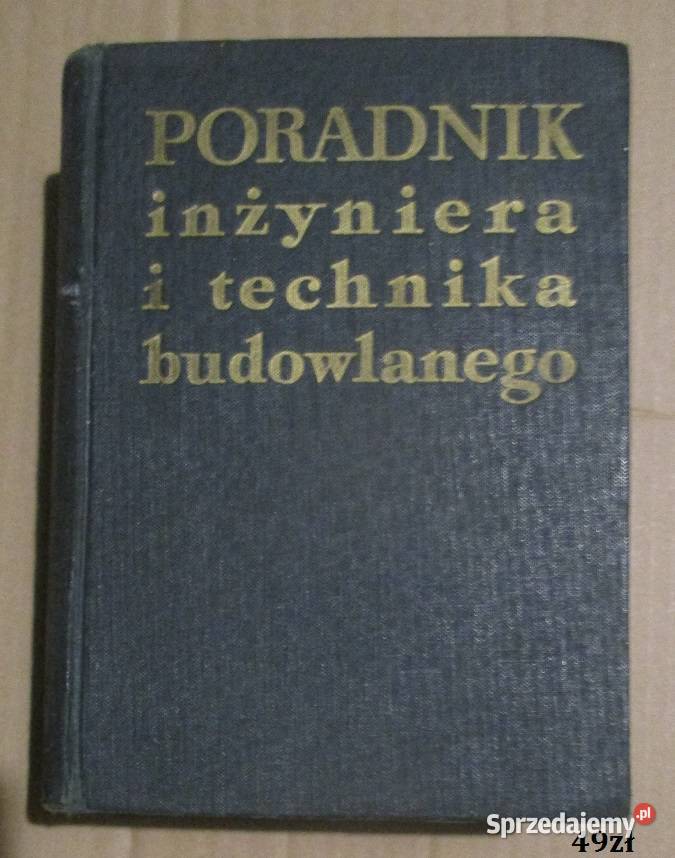 PORADNIK
inżyniera
i technika
budowlanego
Sprzedajemy.pl
49zł